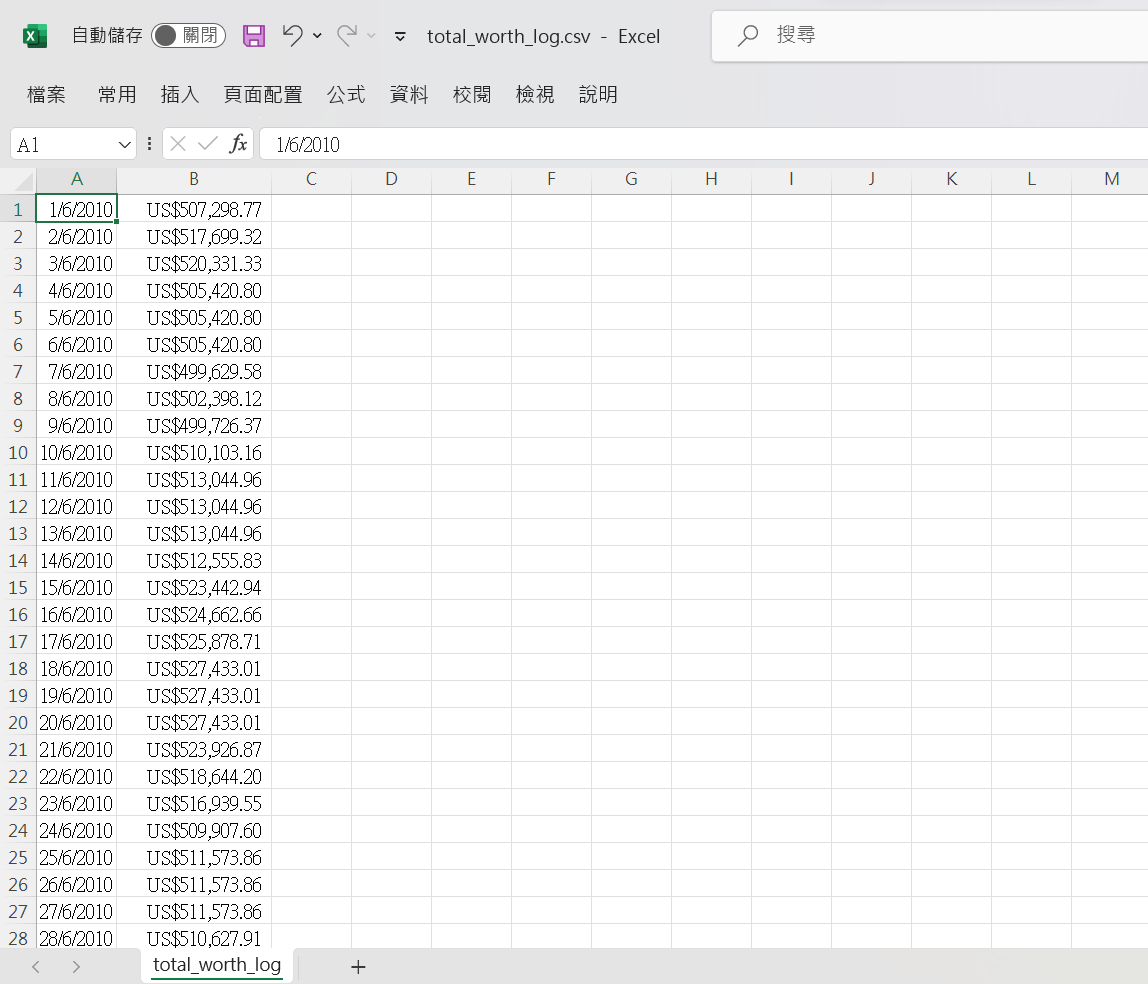 自動儲存 關閉 total_worth_log.csv - Excel 搜尋
檔案 常用 插入 頁面配置 公式 資料 校閱 檢視 說明
A1 fx 1/6/2010
A B C D E F G H I J K L M
1 1/6/2010 US$507,298.77
2 2/6/2010 US$517,699.32
3 3/6/2010 US$520,331.33
4 4/6/2010 US$505,420.80
5 5/6/2010 US$505,420.80
6 6/6/2010 US$505,420.80
7 7/6/2010 US$499,629.58
8 8/6/2010 US$502,398.12
9 9/6/2010 US$499,726.37
10 10/6/2010 US$510,103.16
11 11/6/2010 US$513,044.96
12 12/6/2010 US$513,044.96
13 13/6/2010 US$513,044.96
14 14/6/2010 US$512,555.83
15 15/6/2010 US$523,442.94
16 16/6/2010 US$524,662.66
17 17/6/2010 US$525,878.71
18 18/6/2010 US$527,433.01
19 19/6/2010 US$527,433.01
20 20/6/2010 US$527,433.01
21 21/6/2010 US$523,926.87
22 22/6/2010 US$518,644.20
23 23/6/2010 US$516,939.55
24 24/6/2010 US$509,907.60
25 25/6/2010 US$511,573.86
26 26/6/2010 US$511,573.86
27 27/6/2010 US$511,573.86
28 28/6/2010 US$510,627.91
total_worth_log